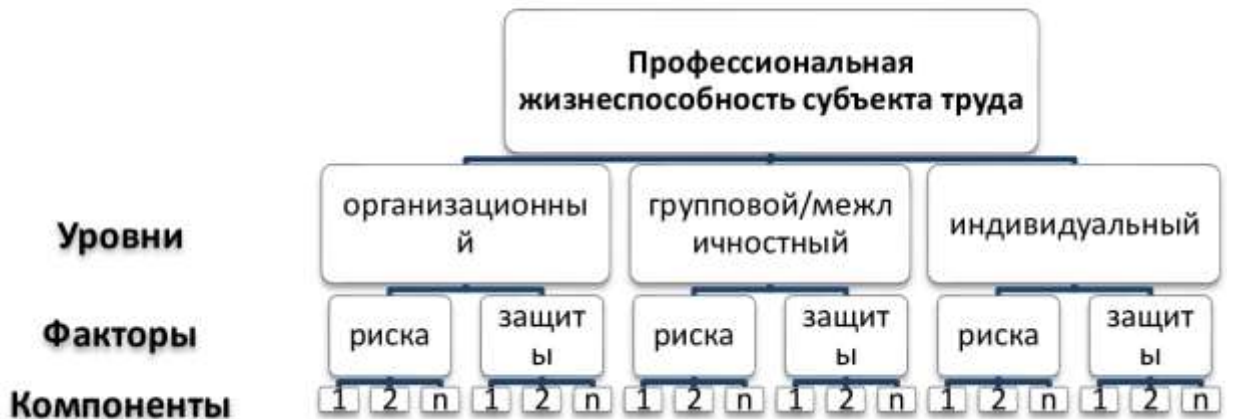 Профессиональная
жизнеспособность субъекта труда
Уровни
организационны
й
групповой/межл
ичностный
индивидуальный
Факторы
риска
защит
ы
риска
защит
ы
риска
защит
ы
Компоненты
1 2 n 1 2 n 1 2 n 1 2 n 1 2 n 1 2 n